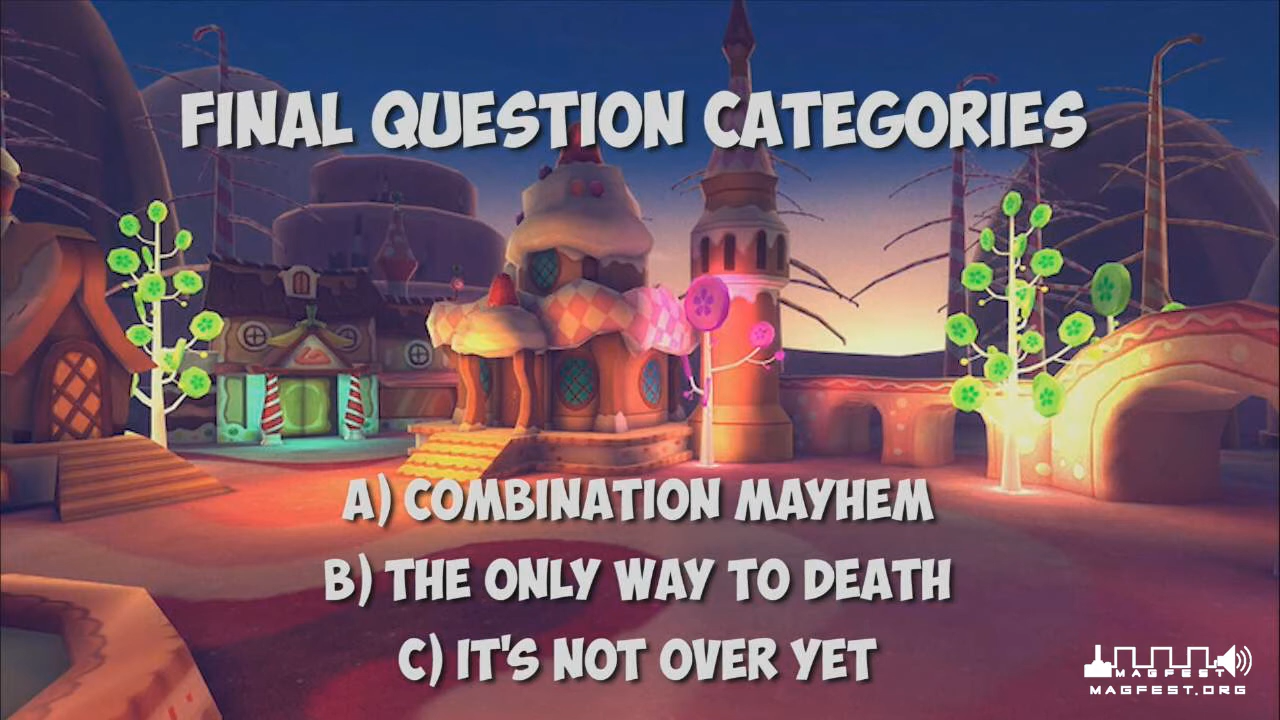 FINAL QUESTION CATEGORIES
A) COMBINATION MAYHEM
B) THE ONLY WAY TO DEATH
C) IT'S NOT OVER YET
MAGFEST
MAGFEST.ORG